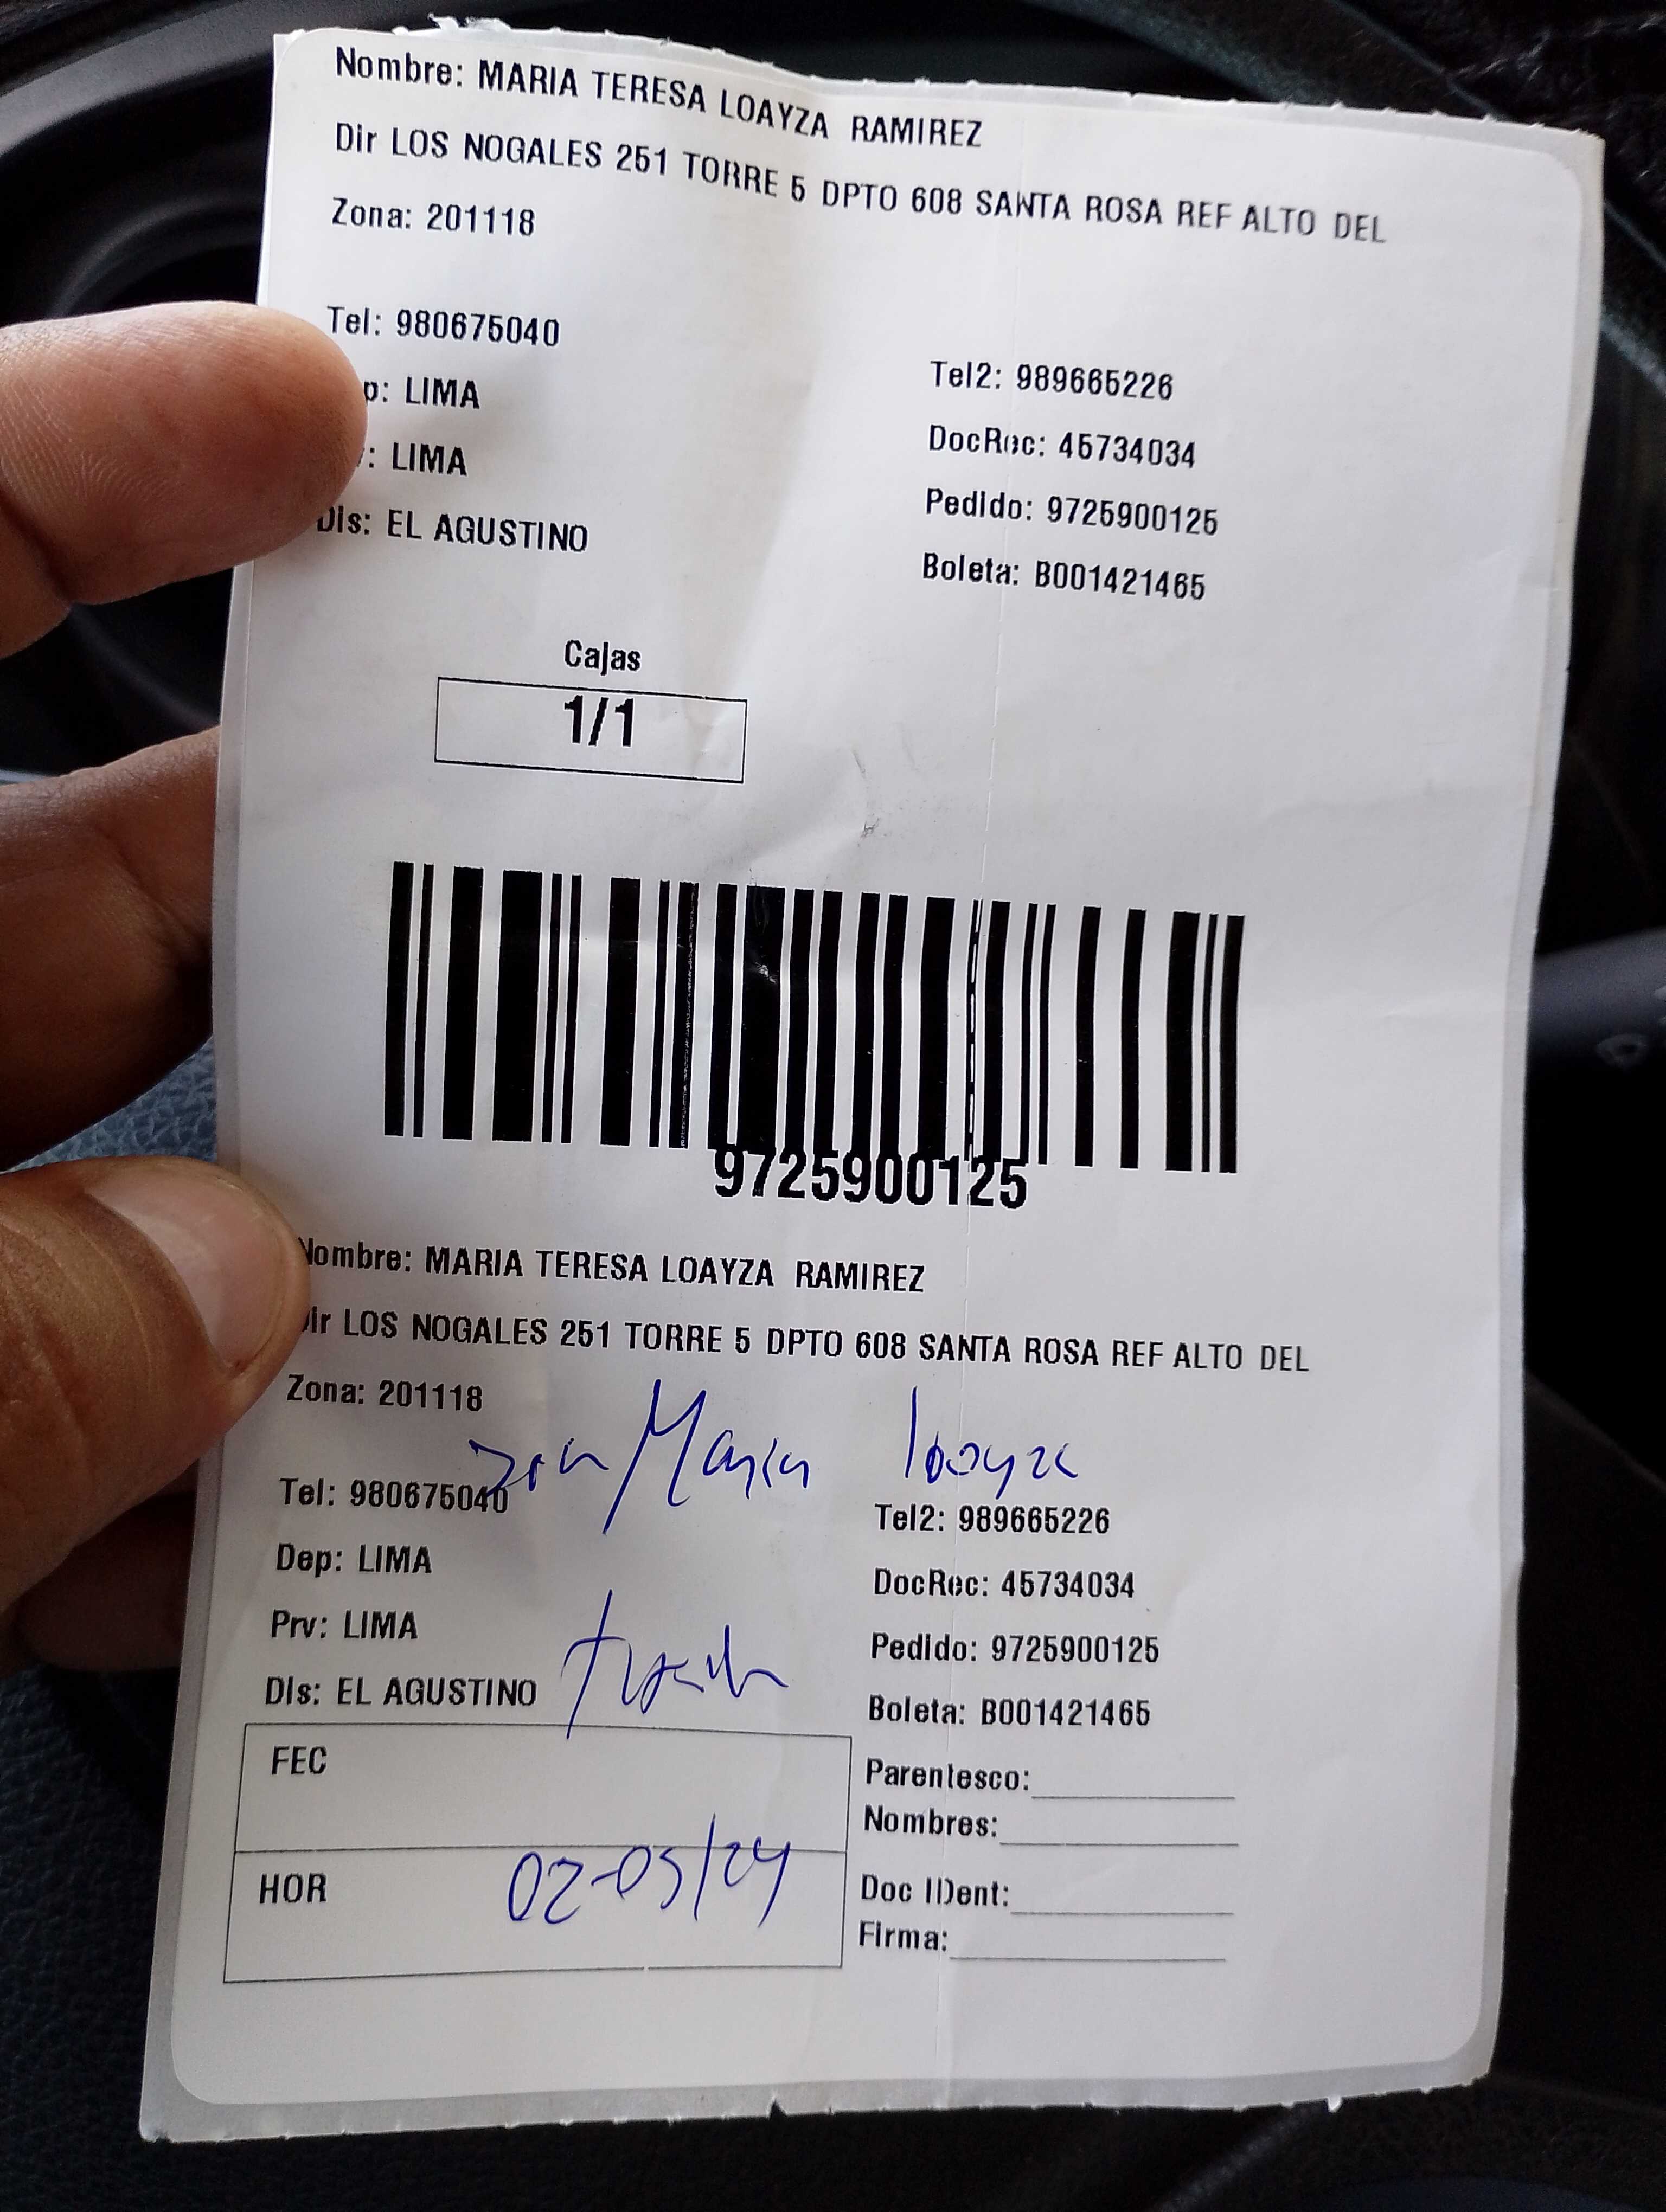 Nombre: MARIA TERESA LOAYZA RAMIREZ
Dir LOS NOGALES 251 TORRE 5 DPTO 608 SANTA ROSA REF ALTO DEL
Zona: 201118
Tel: 980675040
Tel2: 989665226
p: LIMA
DocRec: 45734034
: LIMA
Pedido: 9725900125
Dis: EL AGUSTINO
Boleta: B001421465
Cajas
1/1
9725900125
Nombre: MARIA TERESA LOAYZA RAMIREZ
Dir LOS NOGALES 251 TORRE 5 DPTO 608 SANTA ROSA REF ALTO DEL
Zona: 201118
Maria loayza
Tel: 980675040
Tel2: 989665226
Dep: LIMA
DocRec: 45734034
Prv: LIMA
Pedido: 9725900125
Dis: EL AGUSTINO
Boleta: B001421465
FEC
Parentesco:
Nombres:
02-05/24
HOR
Doc IDent:
Firma: